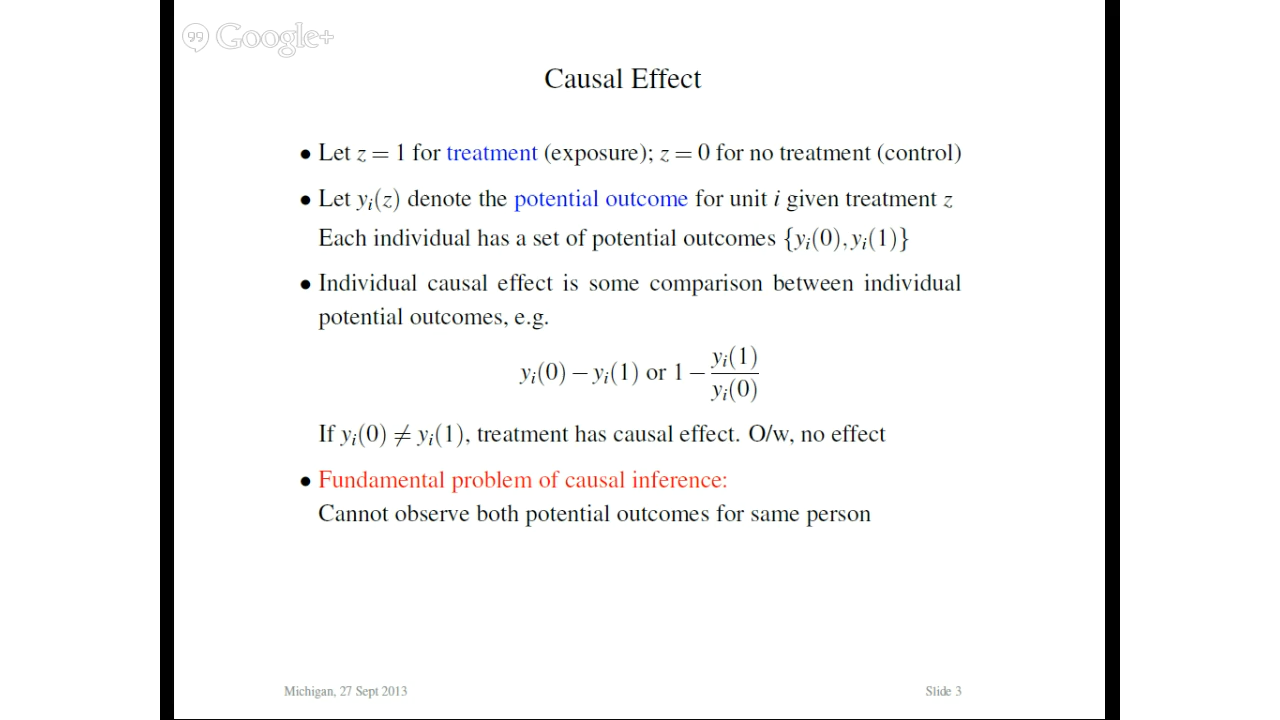 99 Google+
Causal Effect
• Let z = 1 for treatment (exposure); z = 0 for no treatment (control)
• Let yᵢ(z) denote the potential outcome for unit i given treatment z
Each individual has a set of potential outcomes {yᵢ(0), yᵢ(1)}
• Individual causal effect is some comparison between individual
potential outcomes, e.g.
yᵢ(0) − yᵢ(1) or 1 − yᵢ(1)/yᵢ(0)
If yᵢ(0) ≠ yᵢ(1), treatment has causal effect. O/w, no effect
• Fundamental problem of causal inference:
Cannot observe both potential outcomes for same person
Michigan, 27 Sept 2013 Slide 3